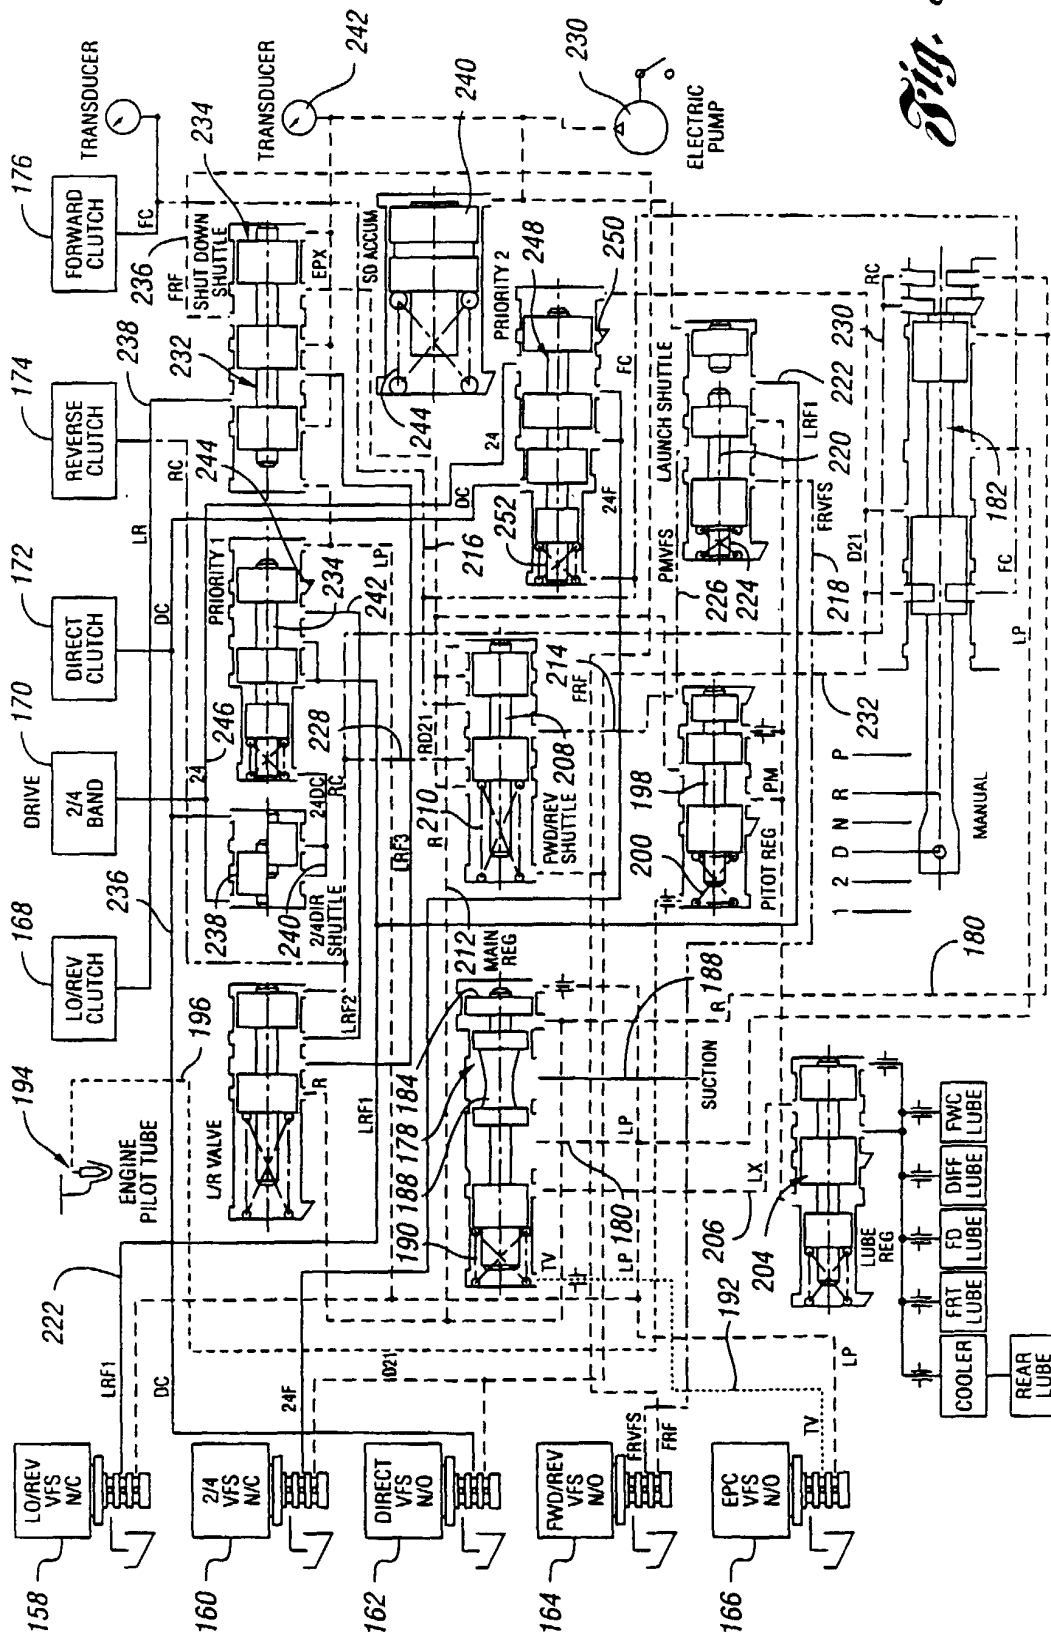 158
LO/REV
VFS
N/C
160
2/4
VFS
N/C
162
DIRECT
VFS
N/O
164
FWD/REV
VFS
N/O
166
EPC
VFS
N/O
222
LRF1
DC
24F
D21
FRVFS
FRF
TV
LP
192
194
196
ENGINE
PILOT TUBE
236
168
LO/REV
CLUTCH
170
DRIVE
2/4
BAND
172
DIRECT
CLUTCH
174
REVERSE
CLUTCH
176
FORWARD
CLUTCH
DC
LR
RC
FC
TRANSDUCER
L/R VALVE
R
LRF2
LRF1
LRF3
238
240
2/4DIR
SHUTTLE
24
246
24DC
RC
228
PRIORITY 1
244
234
242
LP
238
232
236
FRF
SHUT DOWN
SHUTTLE
234
EPX
TRANSDUCER
242
SD ACCUM
240
244
230
ELECTRIC
PUMP
190
188
178
184
MAIN
REG
212
TV
LP
180
LP
188
SUCTION
R
R
210
RD21
FWD/REV
SHUTTLE
208
214
FRF
216
DC
24
252
PRIORITY 2
248
250
FC
24F
200
198
PITOT REG
PM
PMVFS
226
224
LAUNCH SHUTTLE
220
222
LRF1
FRVFS
218
D21
232
230
RC
182
FC
LP
180
1
2
D
N
R
P
MANUAL
LX
206
204
LUBE
REG
COOLER
REAR
LUBE
FRT
LUBE
FD
LUBE
DIFF
LUBE
FWC
LUBE
Fig.